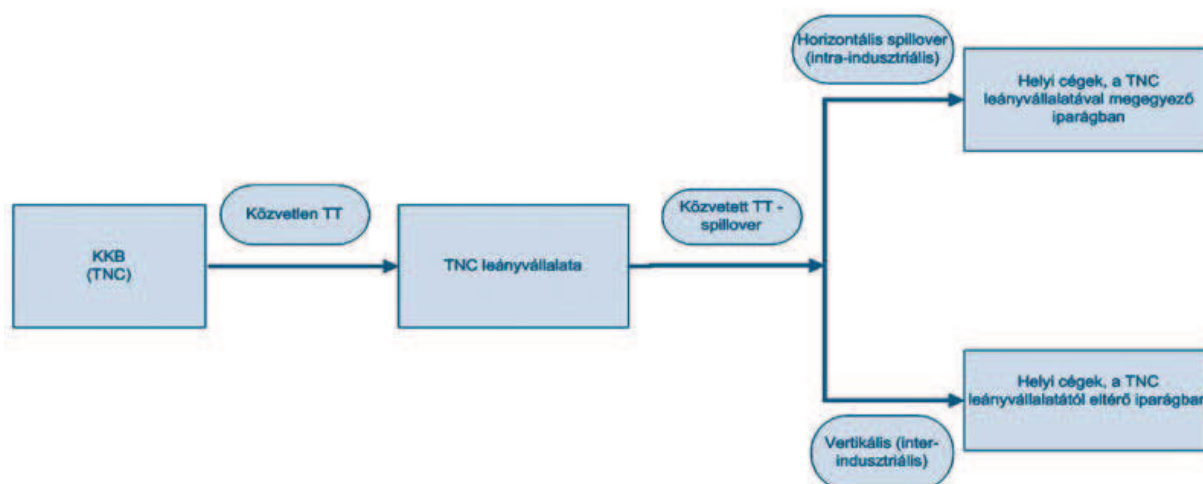 Horizontális spillover
(intra-indusztriális)
Helyi cégek, a TNC
leányvállalatával megegyező
iparágban
Közvetlen TT
Közvetett TT -
spillover
KKB
(TNC)
TNC leányvállalata
Helyi cégek, a TNC
leányvállalatától eltérő iparágban
Vertikális (inter-
indusztriális)